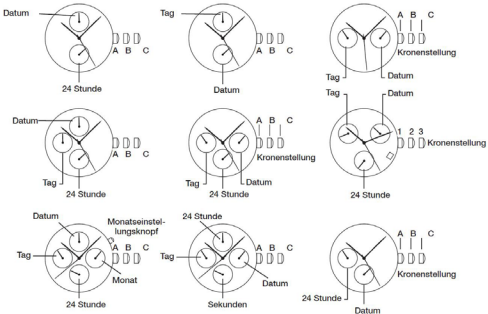 Datum
A B C
24 Stunde
Tag
A B C
Datum
A B C
Kronenstellung
Tag
Datum
Datum
A B C
Tag
24 Stunde
A B C
Kronenstellung
Tag
Datum
24 Stunde
Tag
Datum
1 2 3
Kronenstellung
24 Stunde
Datum
Monatseinstel-
lungsknopf
Tag
A B C
Monat
24 Stunde
24 Stunde
A B C
Tag
Datum
Sekunden
A B C
Kronenstellung
24 Stunde
Datum